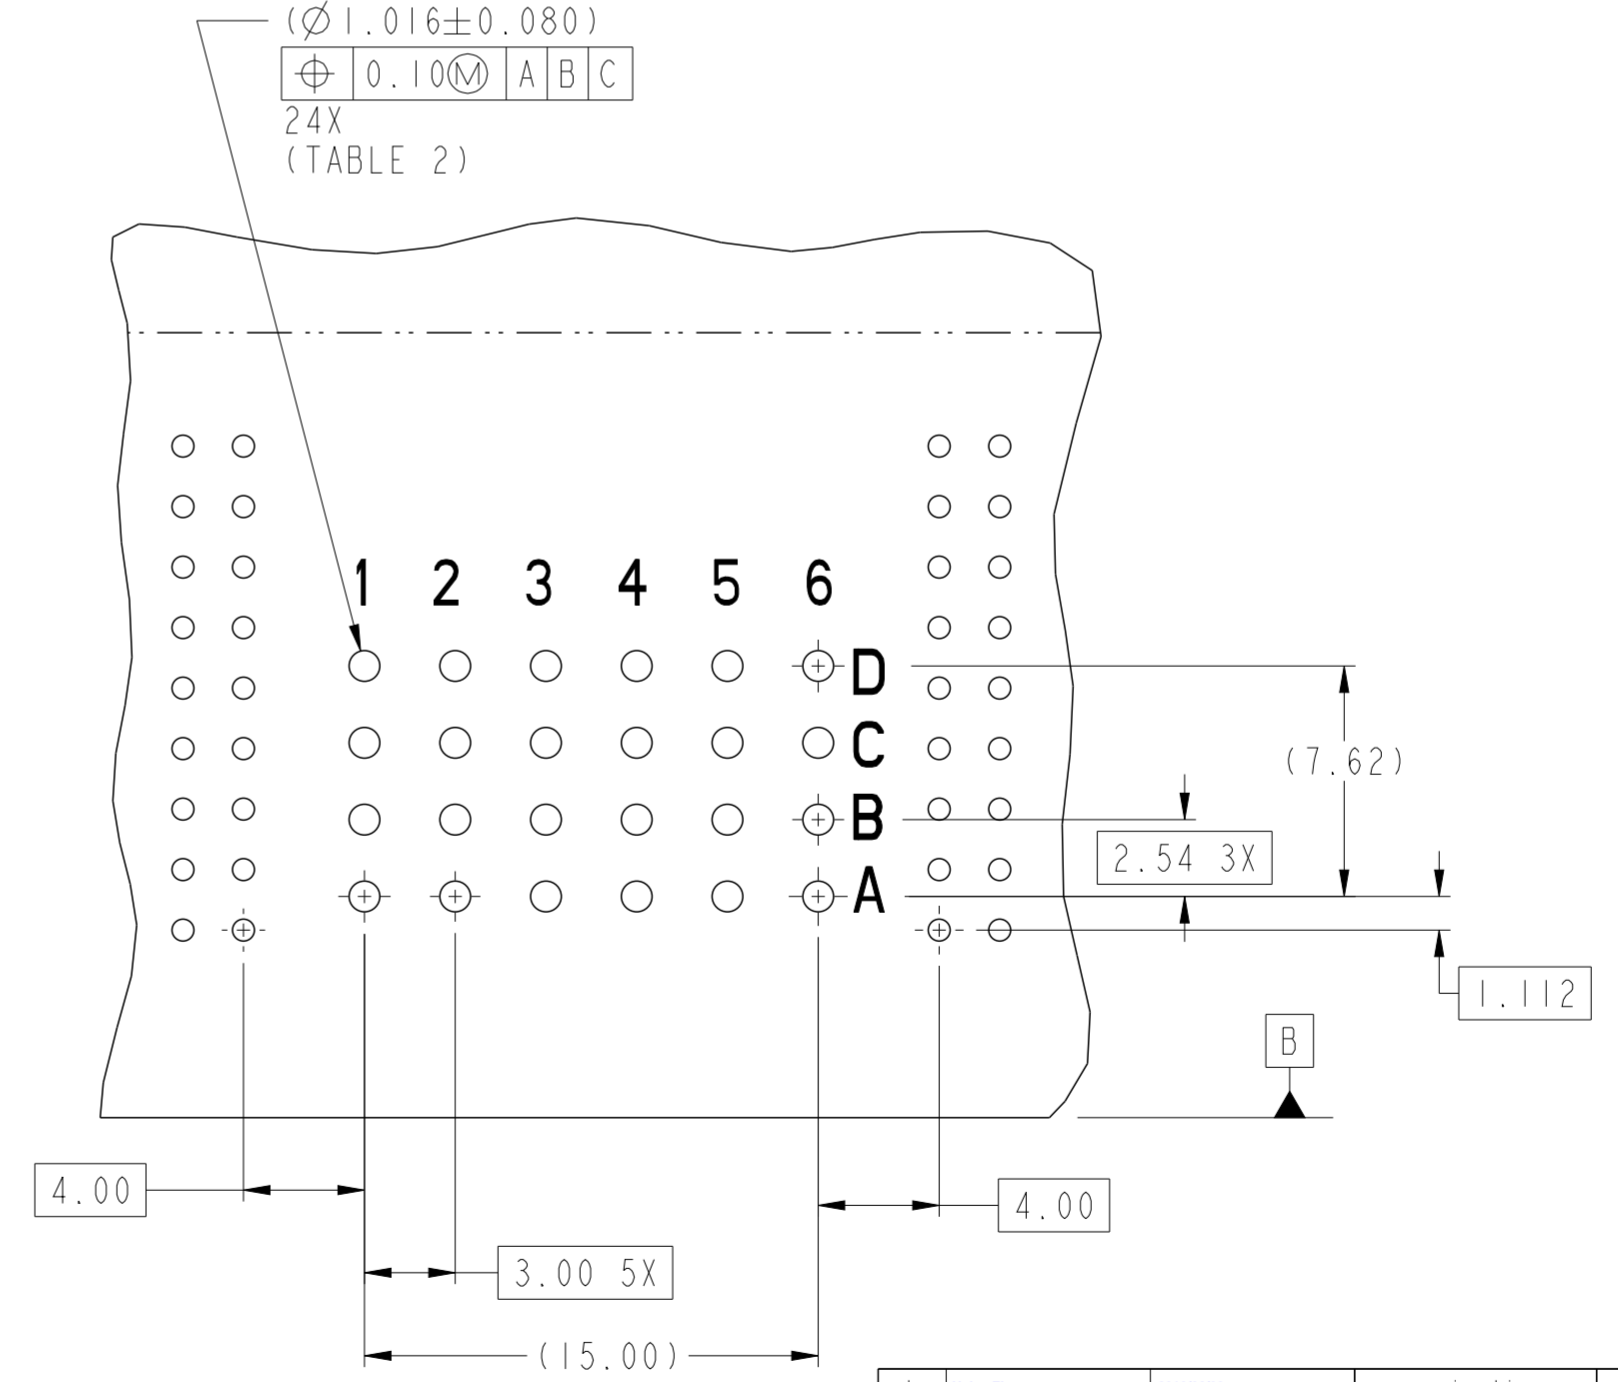 (Ø1.016±0.080)
⌖ 0.10Ⓜ A B C
24X
(TABLE 2)
1 2 3 4 5 6
D
C
(7.62)
B
2.54 3X
A
1.112
B
4.00
4.00
3.00 5X
(15.00)